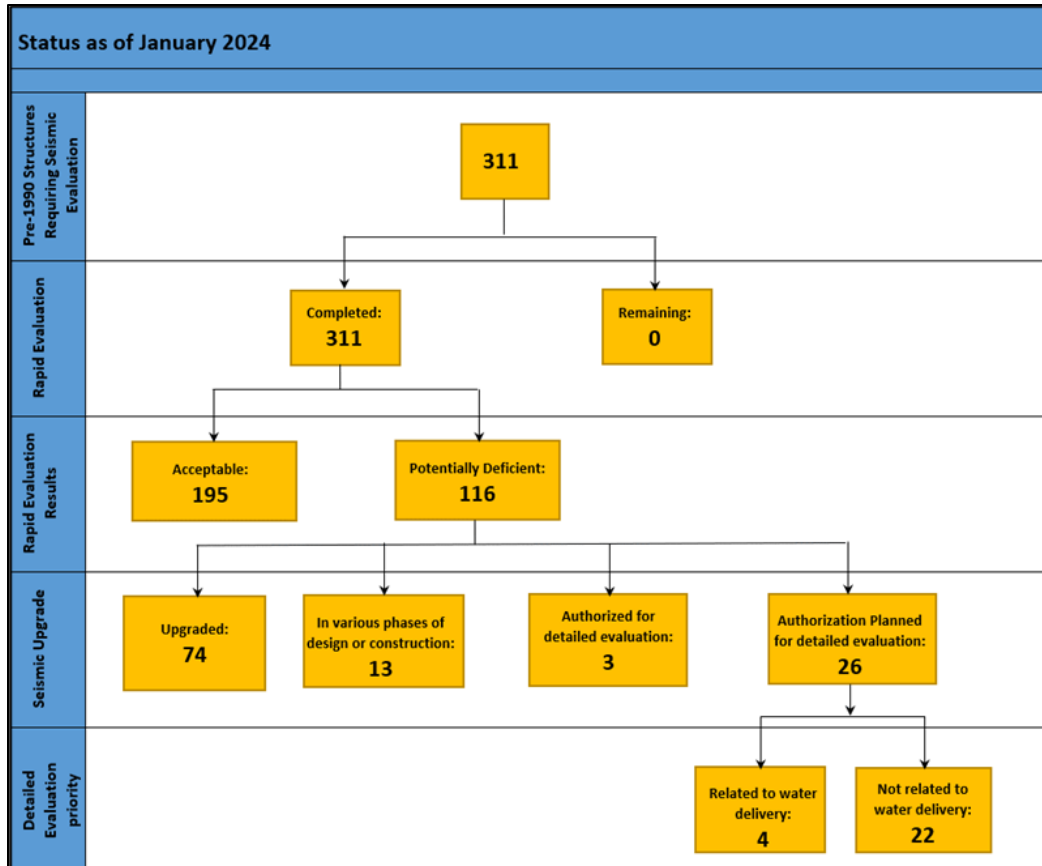 Status as of January 2024
Pre-1990 Structures
Requiring Seismic
Evaluation
311
Rapid Evaluation
Completed:
311
Remaining:
0
Rapid Evaluation
Results
Acceptable:
195
Potentially Deficient:
116
Seismic Upgrade
Upgraded:
74
In various phases of
design or construction:
13
Authorized for
detailed evaluation:
3
Authorization Planned
for detailed evaluation:
26
Detailed
Evaluation
priority
Related to water
delivery:
4
Not related to
water delivery:
22